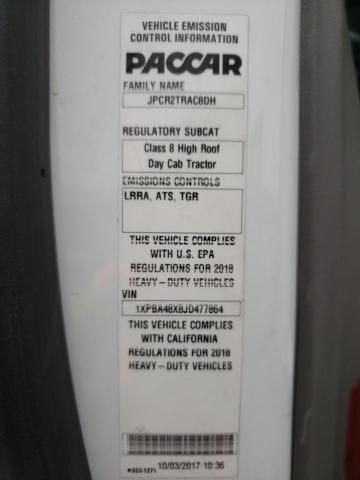 VEHICLE EMISSION
CONTROL INFORMATION
PACCAR
FAMILY NAME
JPCR2TRAC8DH
REGULATORY SUBCAT
Class 8 High Roof
Day Cab Tractor
EMISSIONS CONTROLS
LRRA, ATS, TGR
THIS VEHICLE COMPLIES
WITH U.S. EPA
REGULATIONS FOR 2018
HEAVY-DUTY VEHICLES
VIN
1XPBA48X8JD477864
THIS VEHICLE COMPLIES
WITH CALIFORNIA
REGULATIONS FOR 2018
HEAVY-DUTY VEHICLES
*S53-1271 10/03/2017 10:36